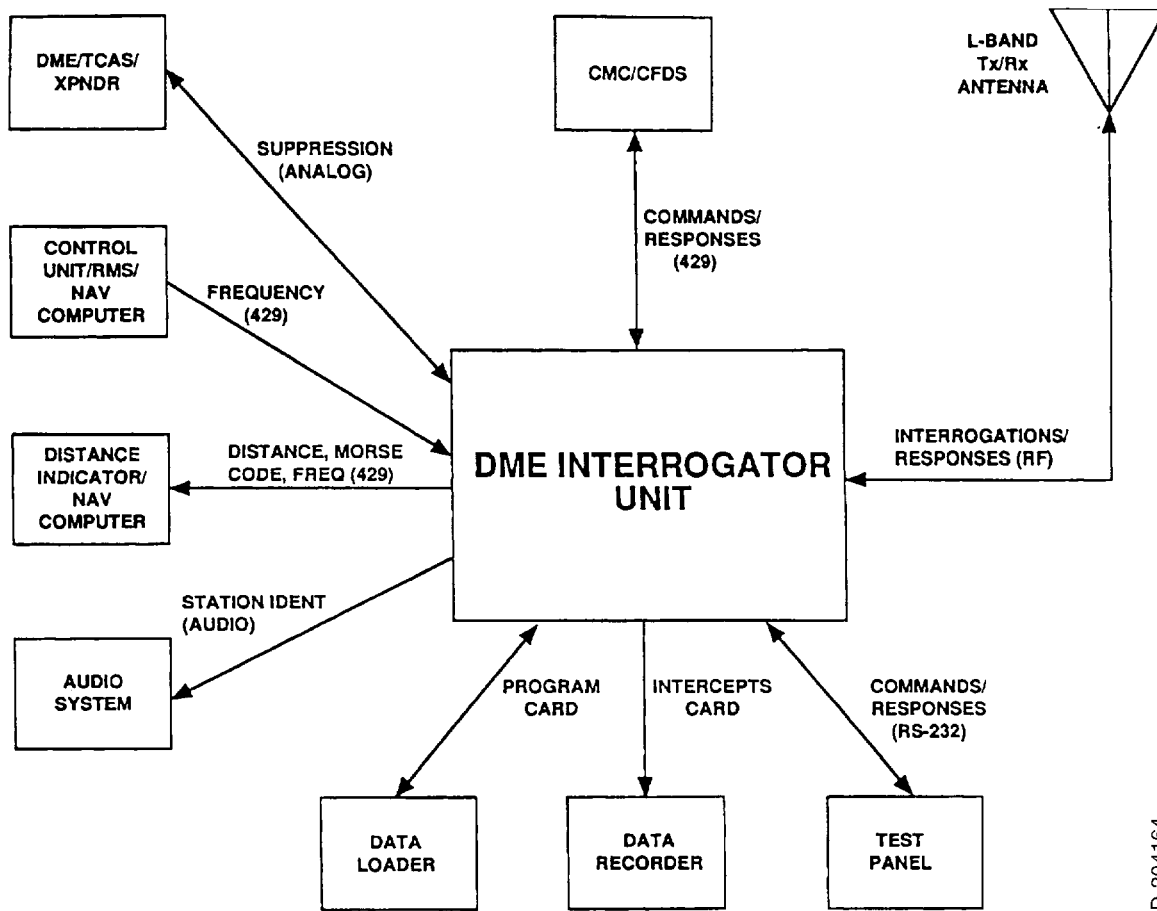 DME/TCAS/
XPNDR
CMC/CFDS
L-BAND
Tx/Rx
ANTENNA
SUPPRESSION
(ANALOG)
CONTROL
UNIT/RMS/
NAV
COMPUTER
FREQUENCY
(429)
COMMANDS/
RESPONSES
(429)
DISTANCE
INDICATOR/
NAV
COMPUTER
DISTANCE, MORSE
CODE, FREQ (429)
DME INTERROGATOR
UNIT
INTERROGATIONS/
RESPONSES (RF)
STATION IDENT
(AUDIO)
AUDIO
SYSTEM
PROGRAM
CARD
INTERCEPTS
CARD
COMMANDS/
RESPONSES
(RS-232)
DATA
LOADER
DATA
RECORDER
TEST
PANEL